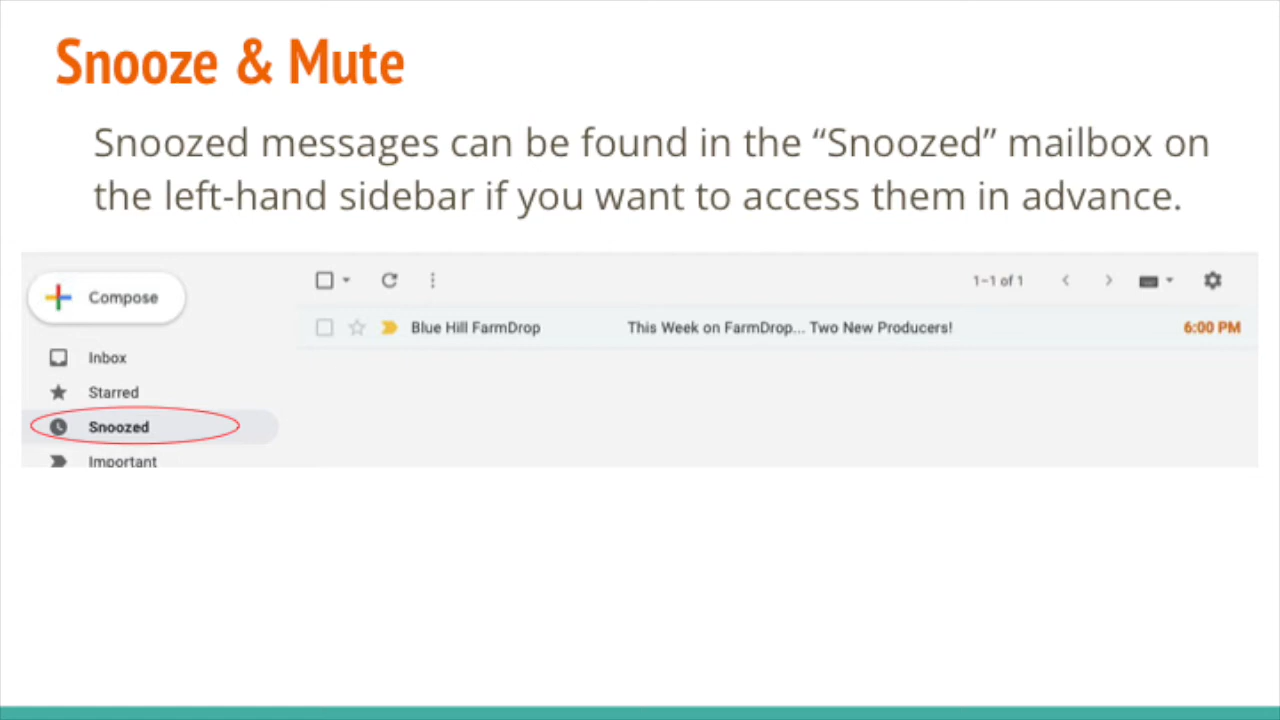 Snooze & Mute
Snoozed messages can be found in the “Snoozed” mailbox on
the left-hand sidebar if you want to access them in advance.
Compose
1–1 of 1
Blue Hill FarmDrop This Week on FarmDrop... Two New Producers! 6:00 PM
Inbox
Starred
Snoozed
Important